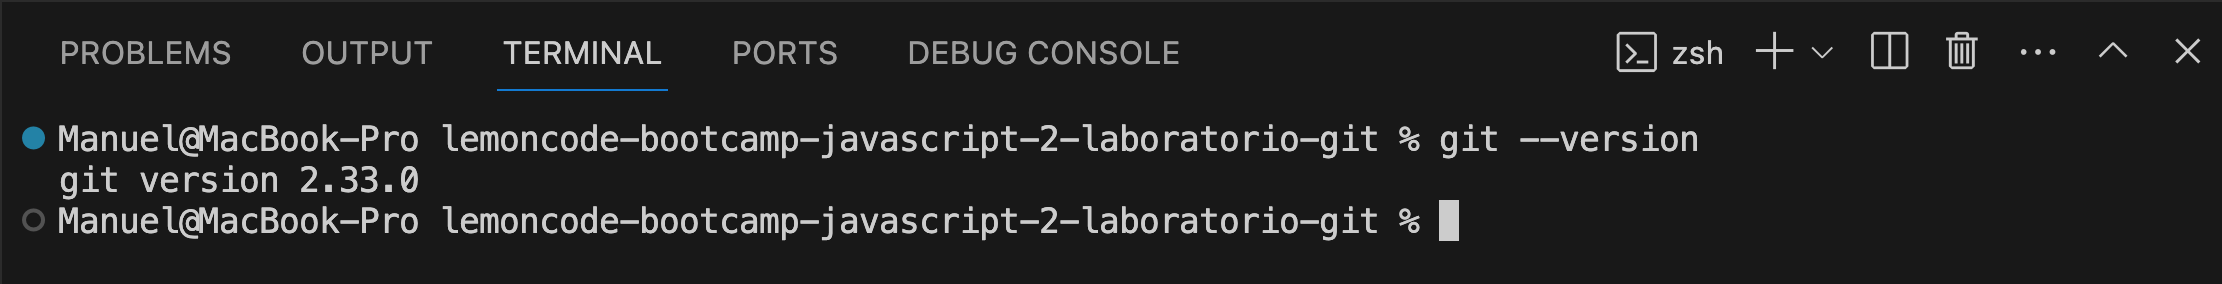 PROBLEMS OUTPUT TERMINAL PORTS DEBUG CONSOLE zsh
Manuel@MacBook-Pro lemoncode-bootcamp-javascript-2-laboratorio-git % git --version
git version 2.33.0
Manuel@MacBook-Pro lemoncode-bootcamp-javascript-2-laboratorio-git %